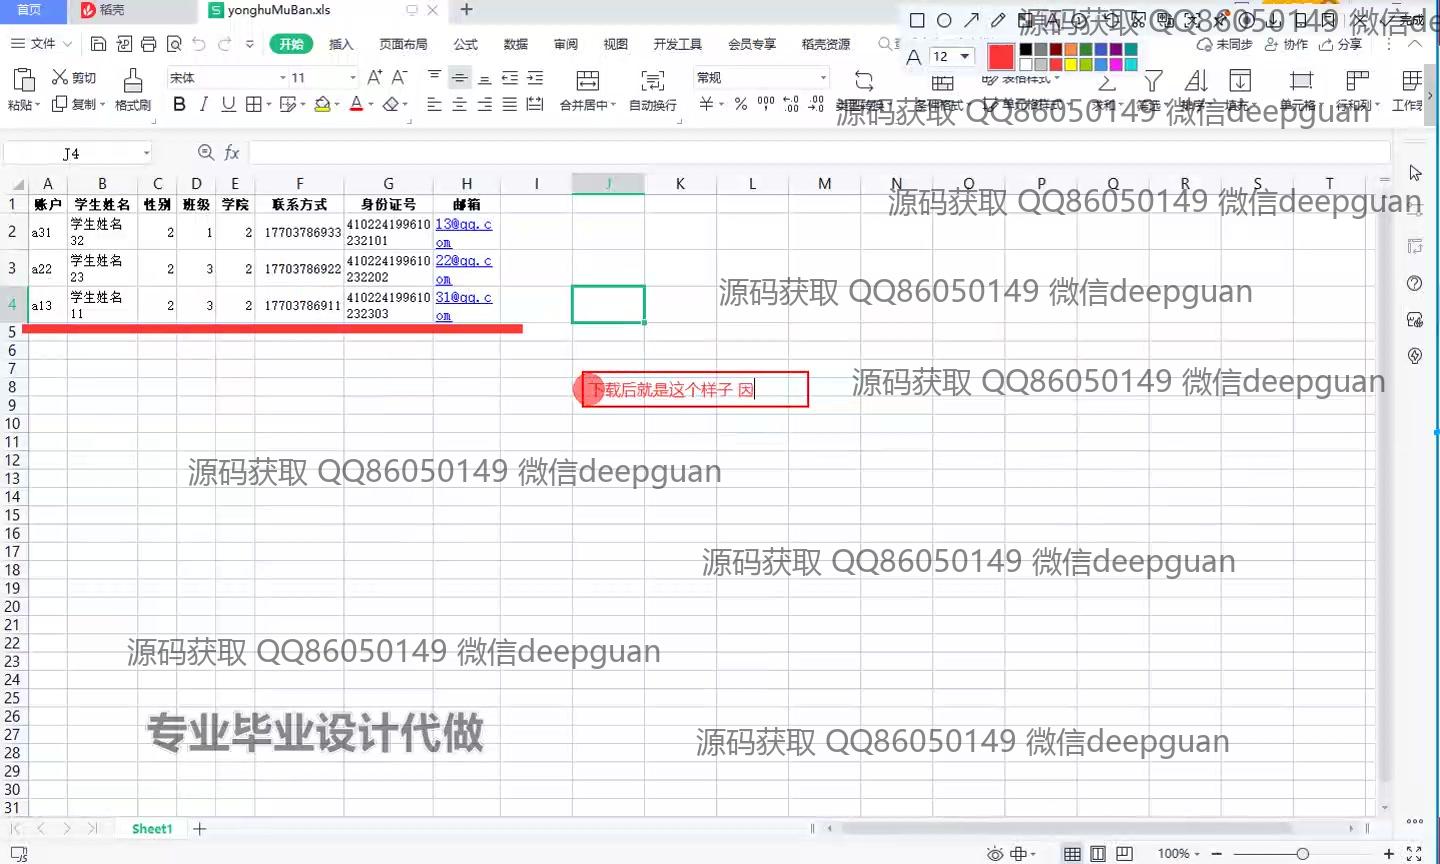 首页
稻壳
yonghuMuBan.xls
文件
开始
插入
页面布局
公式
数据
审阅
视图
开发工具
会员专享
稻壳资源
未同步
协作
分享
完成
12
源码获取 QQ86050149 微信deepguan
粘贴
剪切
复制
格式刷
宋体
11
合并居中
自动换行
常规
源码获取 QQ86050149 微信deepguan
J4
A B C D E F G H I J K L M N O P Q R S T
1 账户 学生姓名 性别 班级 学院 联系方式 身份证号 邮箱
源码获取 QQ86050149 微信deepguan
2 a31 学生姓名32 2 1 2 17703786933 410224199610232101 13@qq.com
3 a22 学生姓名23 2 3 2 17703786922 410224199610232202 22@qq.com
4 a13 学生姓名11 2 3 2 17703786911 410224199610232303 31@qq.com
源码获取 QQ86050149 微信deepguan
5
6
7
8
下载后就是这个样子 因
源码获取 QQ86050149 微信deepguan
9
10
11
12
源码获取 QQ86050149 微信deepguan
13
14
15
16
17
源码获取 QQ86050149 微信deepguan
18
19
20
21
22
源码获取 QQ86050149 微信deepguan
23
24
25
26
专业毕业设计代做
27
源码获取 QQ86050149 微信deepguan
28
29
30
31
Sheet1
100%